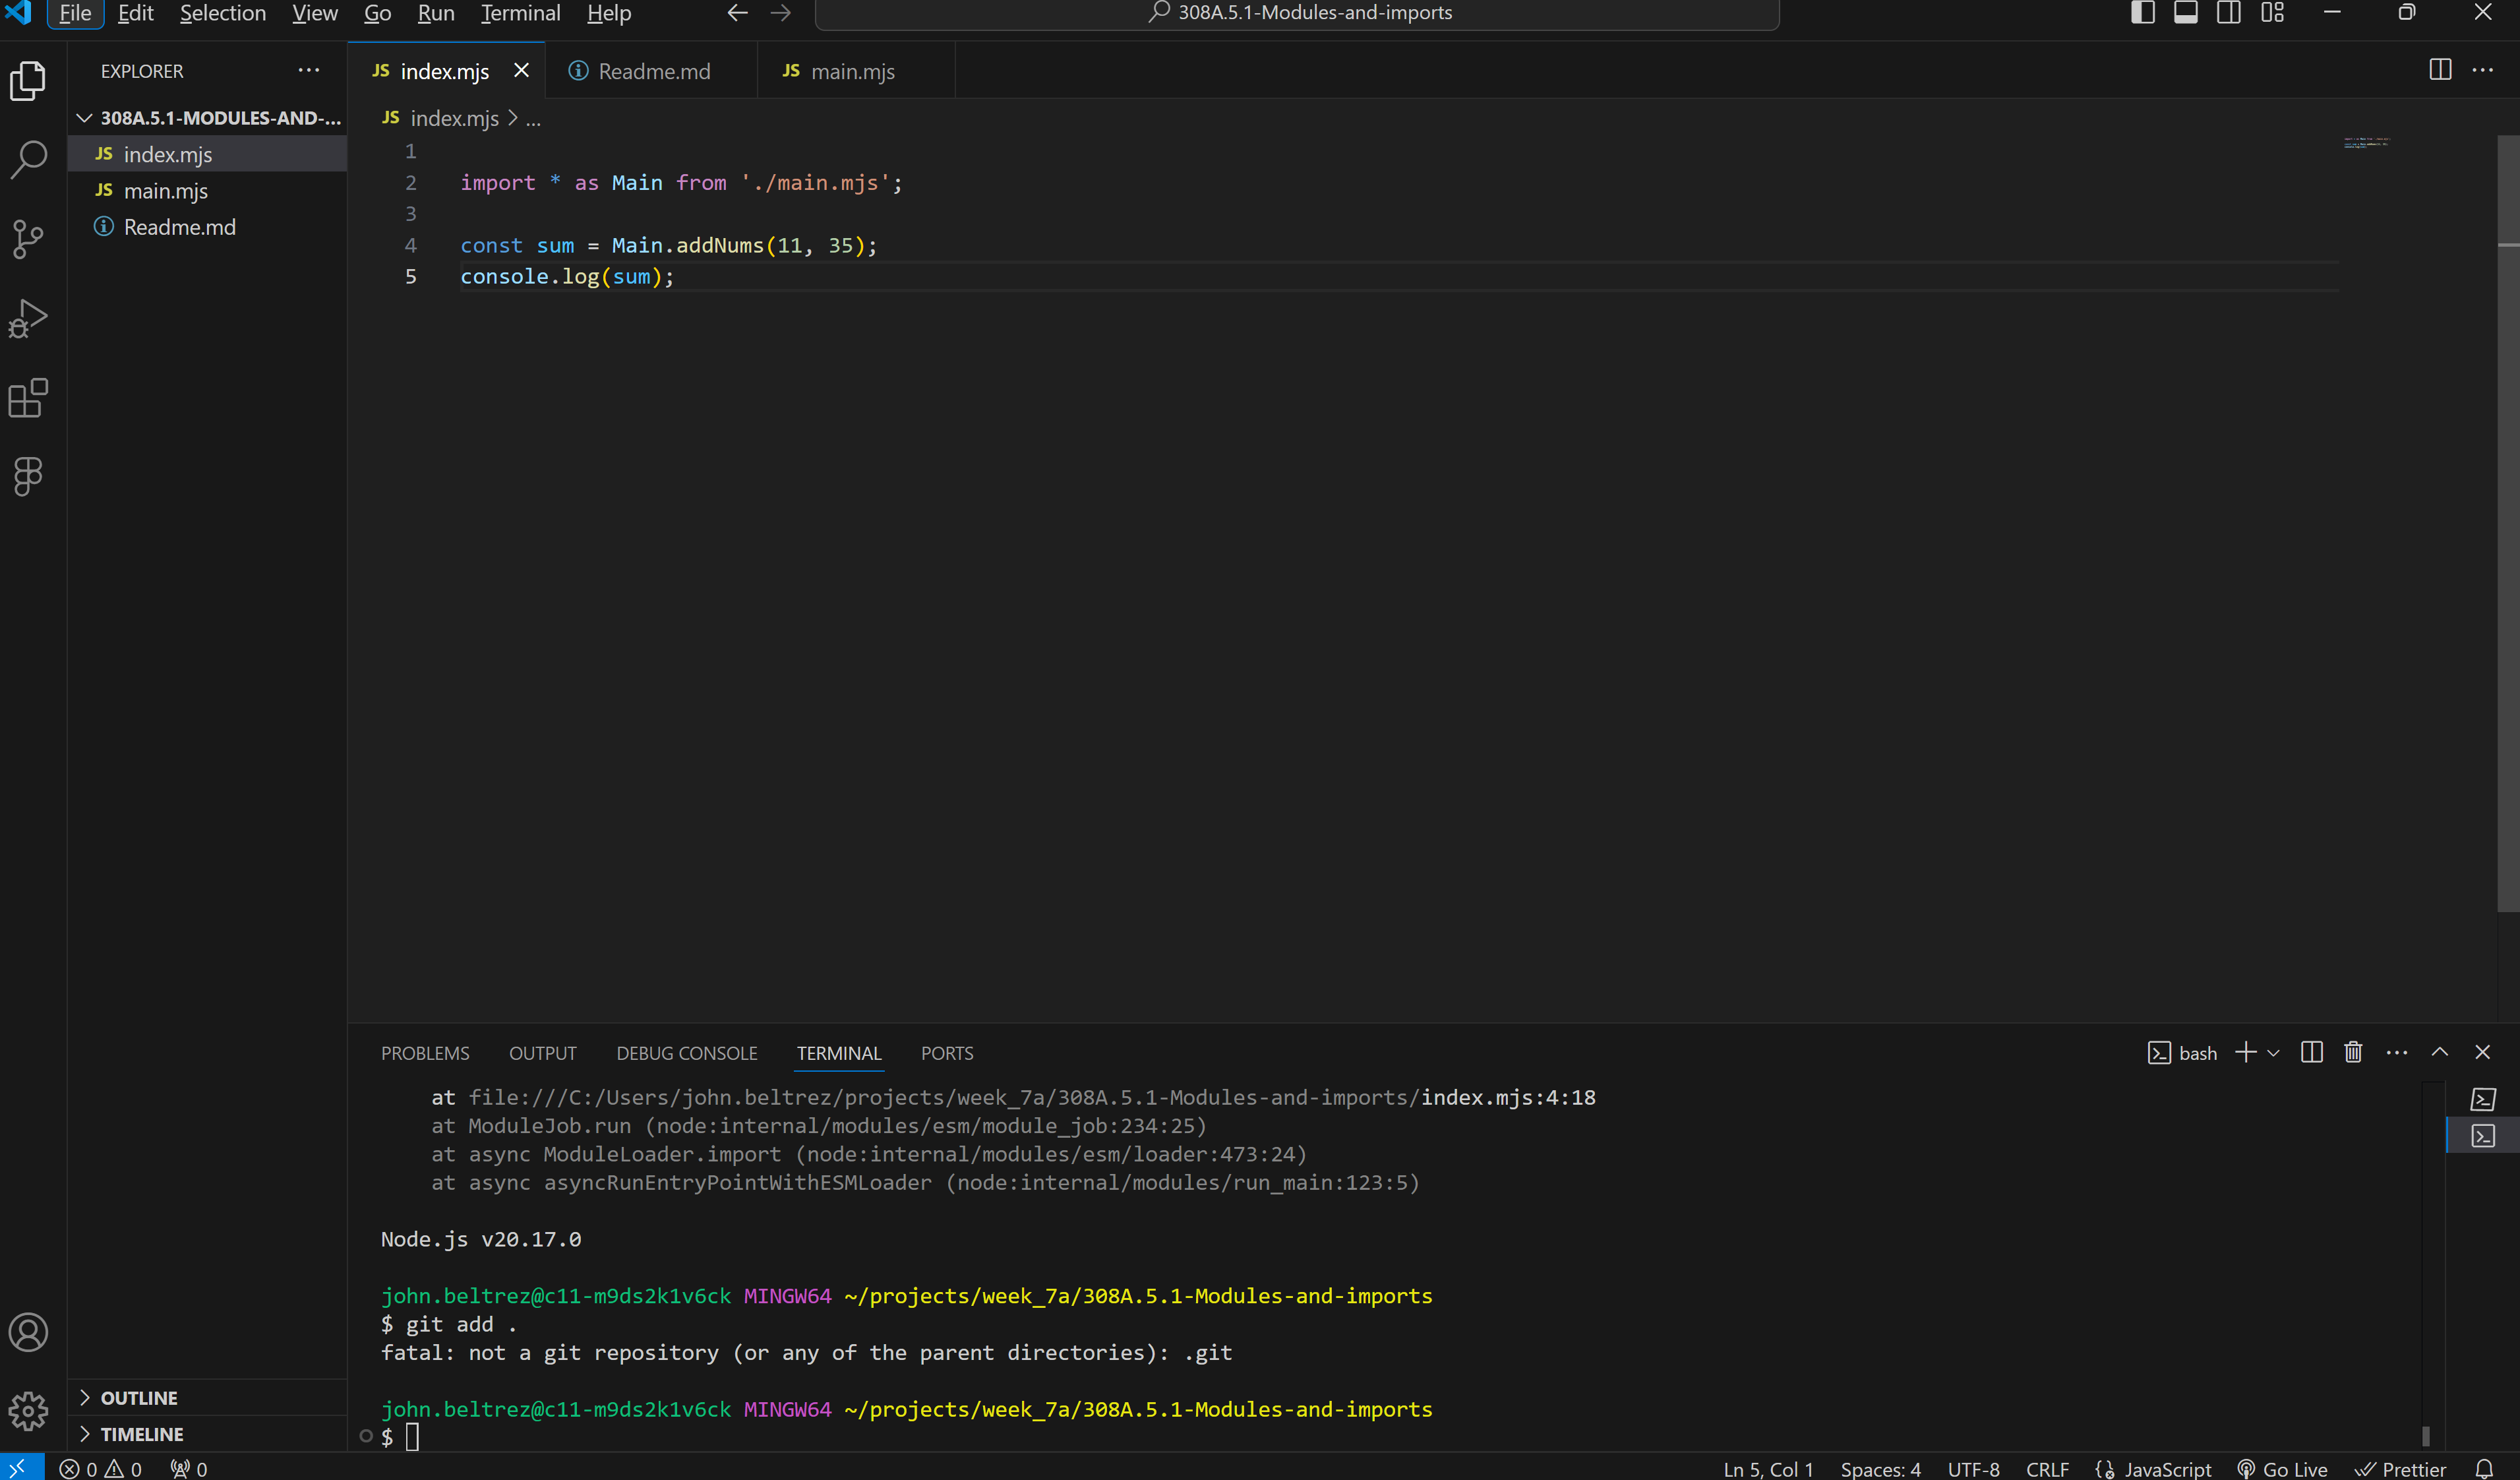 File Edit Selection View Go Run Terminal Help 308A.5.1-Modules-and-imports
EXPLORER
308A.5.1-MODULES-AND-...
JS index.mjs
JS main.mjs
Readme.md
OUTLINE
TIMELINE
JS index.mjs Readme.md JS main.mjs
JS index.mjs > ...
1
2 import * as Main from './main.mjs';
3
4 const sum = Main.addNums(11, 35);
5 console.log(sum);
PROBLEMS OUTPUT DEBUG CONSOLE TERMINAL PORTS bash
at file:///C:/Users/john.beltrez/projects/week_7a/308A.5.1-Modules-and-imports/index.mjs:4:18
at ModuleJob.run (node:internal/modules/esm/module_job:234:25)
at async ModuleLoader.import (node:internal/modules/esm/loader:473:24)
at async asyncRunEntryPointWithESMLoader (node:internal/modules/run_main:123:5)
Node.js v20.17.0
john.beltrez@c11-m9ds2k1v6ck MINGW64 ~/projects/week_7a/308A.5.1-Modules-and-imports
$ git add .
fatal: not a git repository (or any of the parent directories): .git
john.beltrez@c11-m9ds2k1v6ck MINGW64 ~/projects/week_7a/308A.5.1-Modules-and-imports
$
0 0 0 Ln 5, Col 1 Spaces: 4 UTF-8 CRLF JavaScript Go Live Prettier